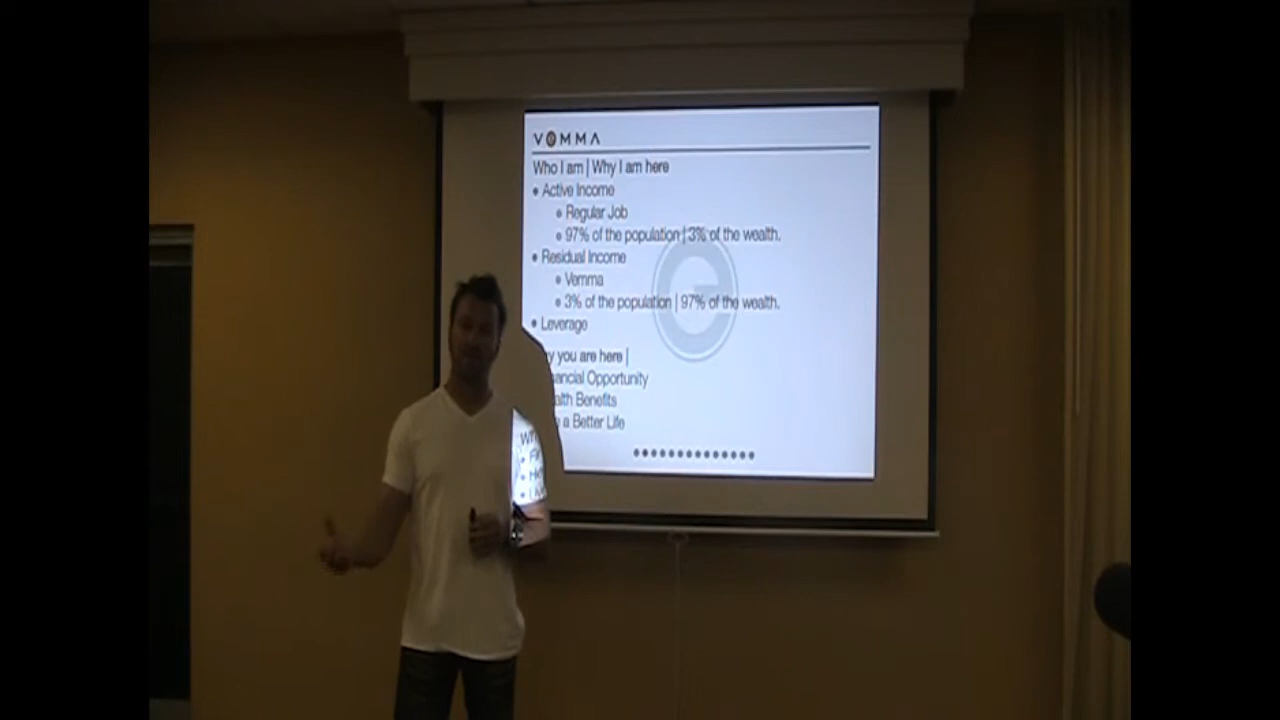 VEMMA
Who I am | Why I am here
• Active Income
• Regular Job
• 97% of the population | 3% of the wealth.
• Residual Income
• Vemma
• 3% of the population | 97% of the wealth.
• Leverage
y you are here |
ancial Opportunity
alth Benefits
a Better Life